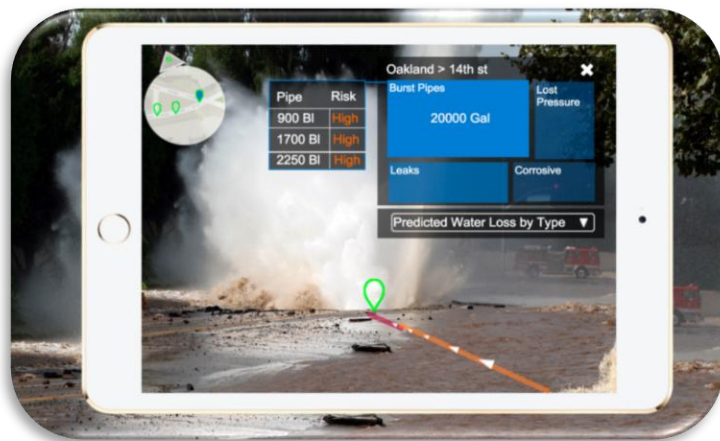 Oakland > 14th st
Pipe Risk
900 Bl High
1700 Bl High
2250 Bl High
Burst Pipes
20000 Gal
Lost
Pressure
Leaks
Corrosive
Predicted Water Loss by Type